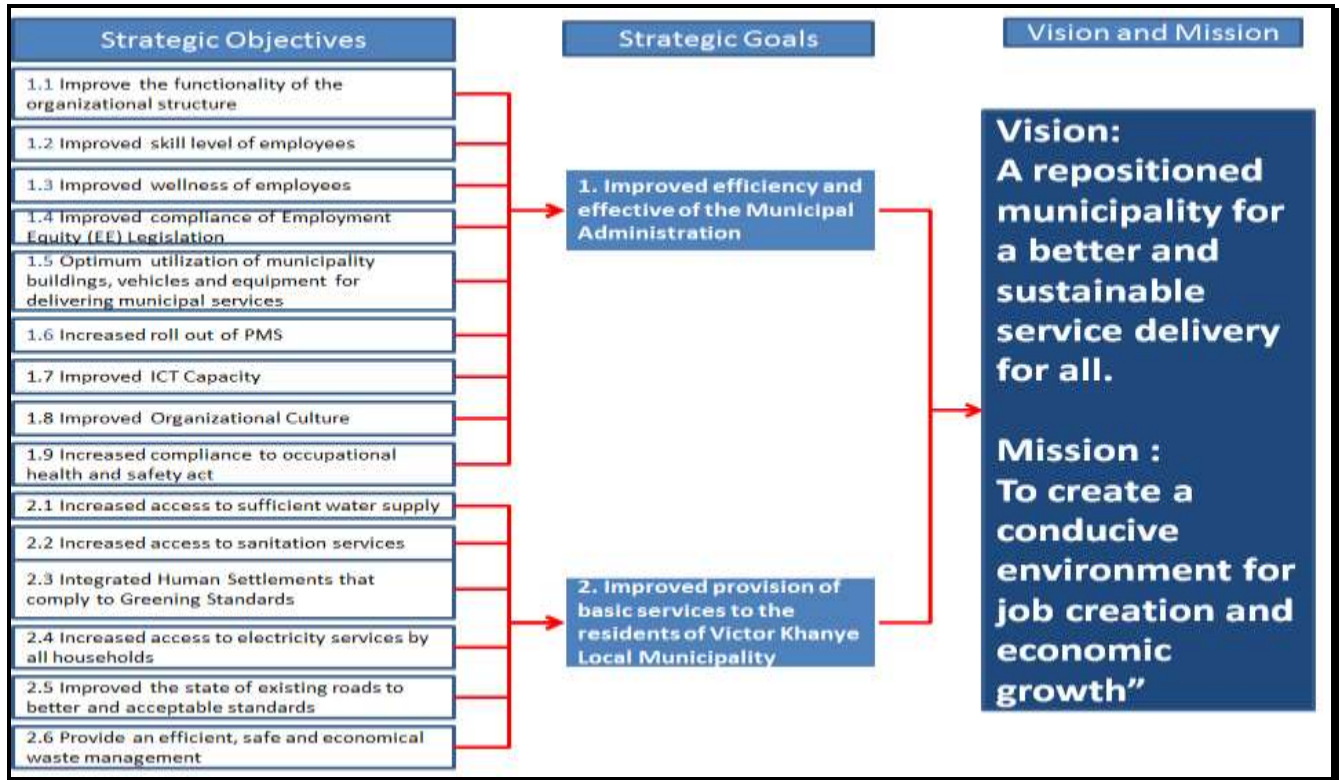 Strategic Objectives
1.1 Improve the functionality of the
organizational structure
1.2 Improved skill level of employees
1.3 Improved wellness of employees
1.4 Improved compliance of Employment
Equity (EE) Legislation
1.5 Optimum utilization of municipality
buildings, vehicles and equipment for
delivering municipal services
1.6 Increased roll out of PMS
1.7 Improved ICT Capacity
1.8 Improved Organizational Culture
1.9 Increased compliance to occupational
health and safety act
2.1 Increased access to sufficient water supply
2.2 Increased access to sanitation services
2.3 Integrated Human Settlements that
comply to Greening Standards
2.4 Increased access to electricity services by
all households
2.5 Improved the state of existing roads to
better and acceptable standards
2.6 Provide an efficient, safe and economical
waste management
Strategic Goals
1. Improved efficiency and
effective of the Municipal
Administration
2. Improved provision of
basic services to the
residents of Victor Khanye
Local Municipality
Vision and Mission
Vision:
A repositioned
municipality for
a better and
sustainable
service delivery
for all.
Mission :
To create a
conducive
environment for
job creation and
economic
growth”